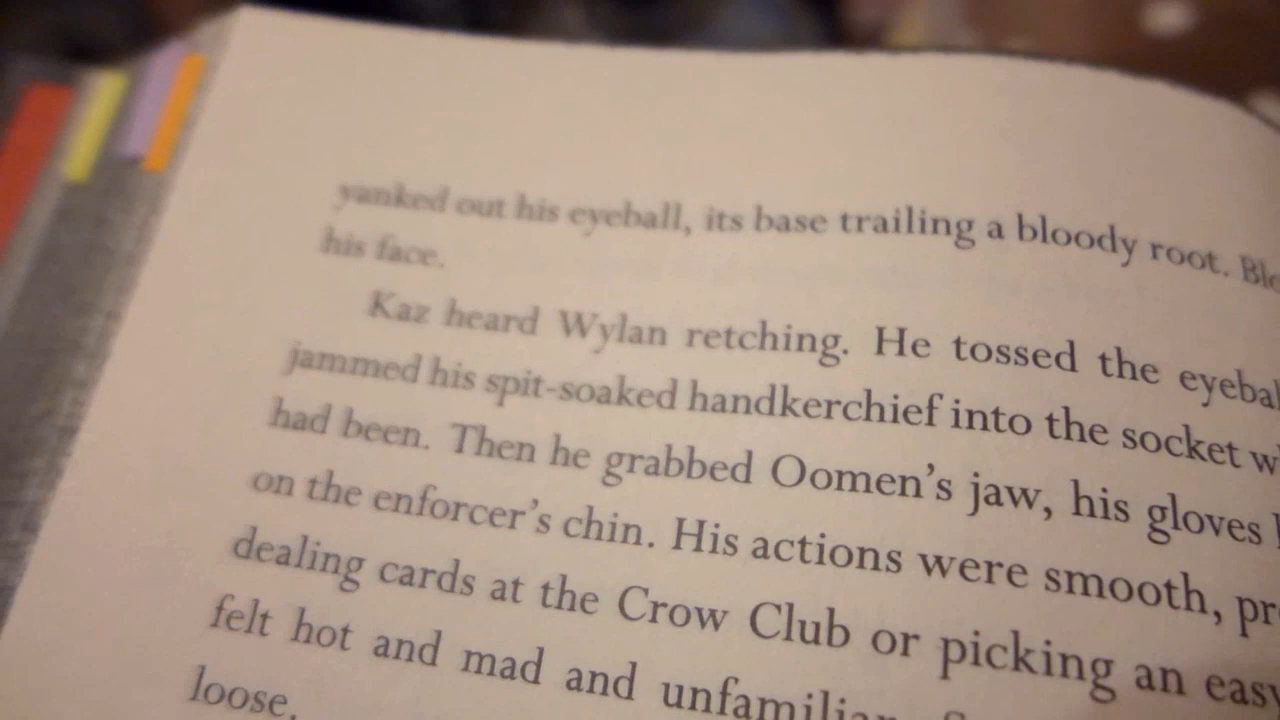 yanked out his eyeball, its base trailing a bloody root.
his face.
Kaz heard Wylan retching. He tossed the
jammed his spit-soaked handkerchief into the socket
had been. Then he grabbed Oomen's jaw, his gloves
on the enforcer's chin. His actions were smooth,
dealing cards at the Crow Club or picking an
felt hot and mad and
loose.